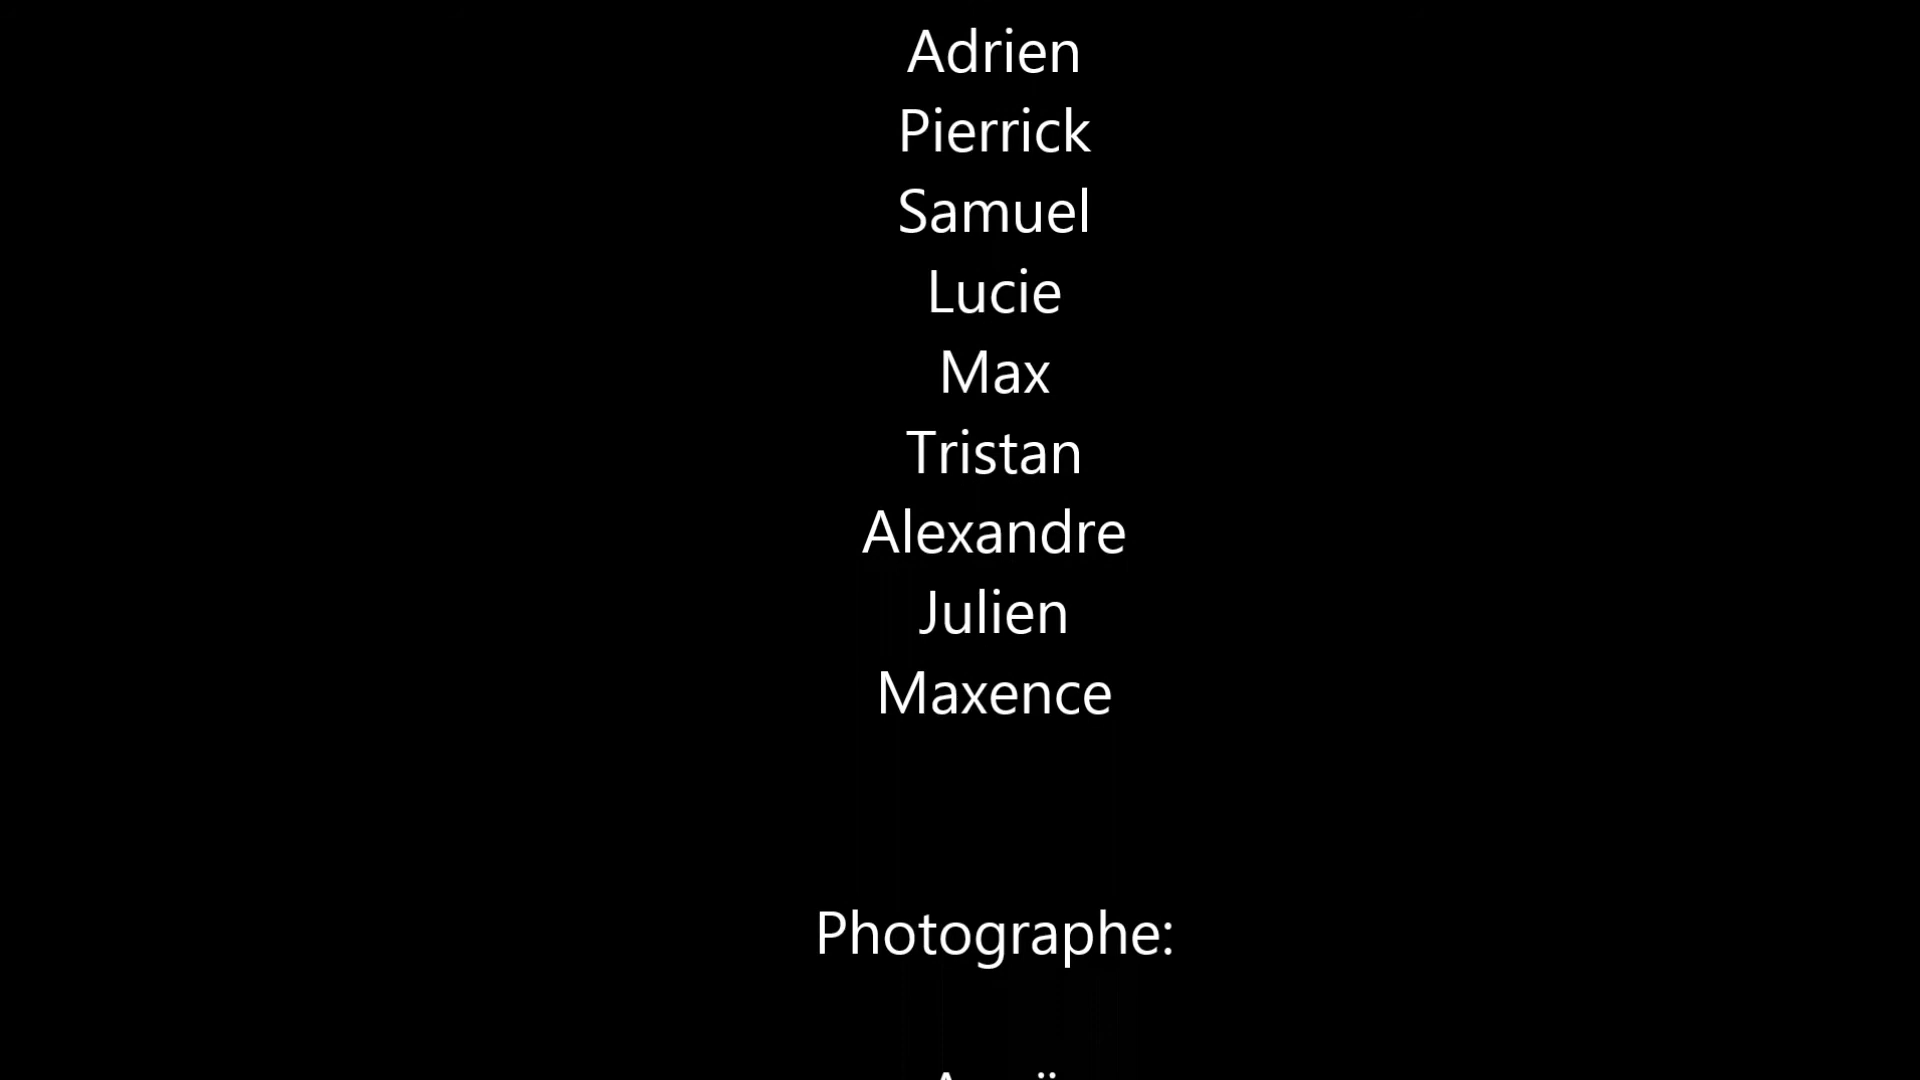 Adrien
Pierrick
Samuel
Lucie
Max
Tristan
Alexandre
Julien
Maxence
Photographe: